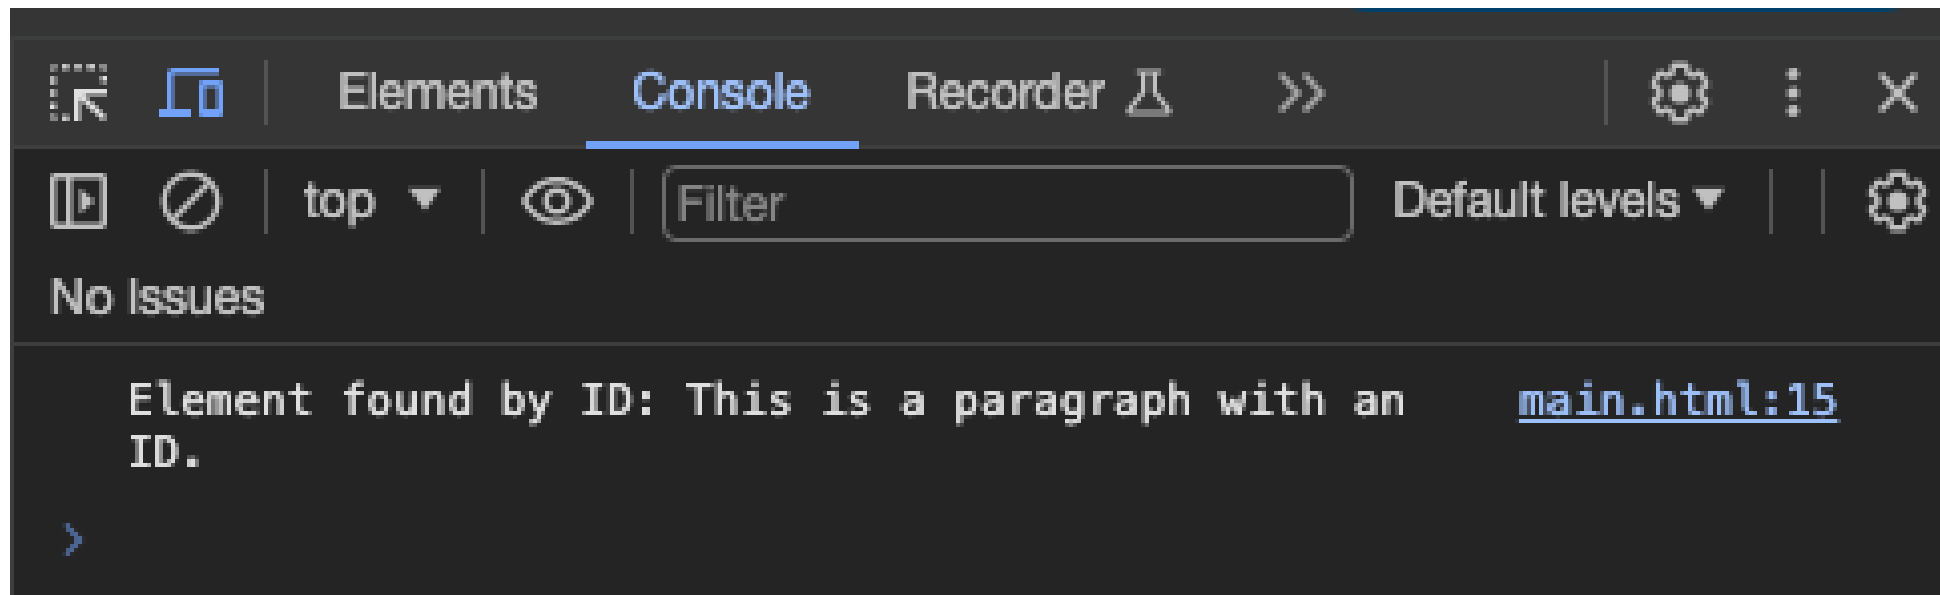 Elements Console Recorder
top Filter Default levels
No Issues
Element found by ID: This is a paragraph with an main.html:15
ID.